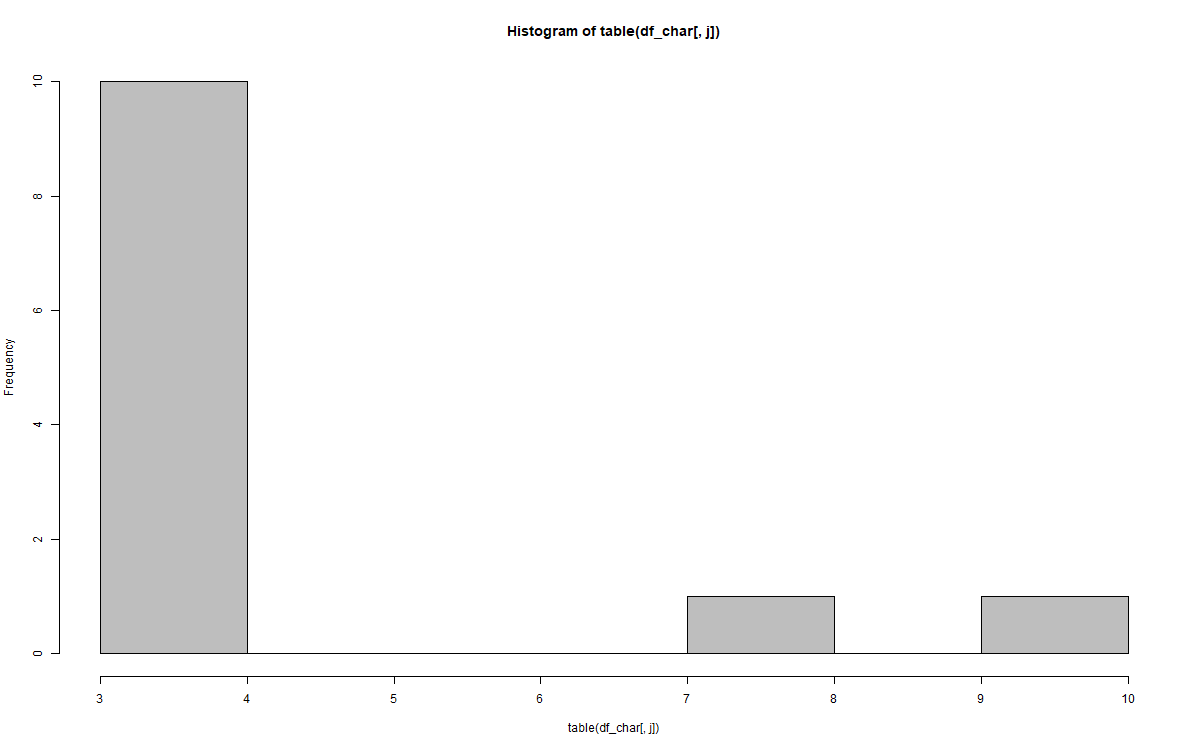 Histogram of table(df_char[, j])
Frequency
10
8
6
4
2
0
3 4 5 6 7 8 9 10
table(df_char[, j])